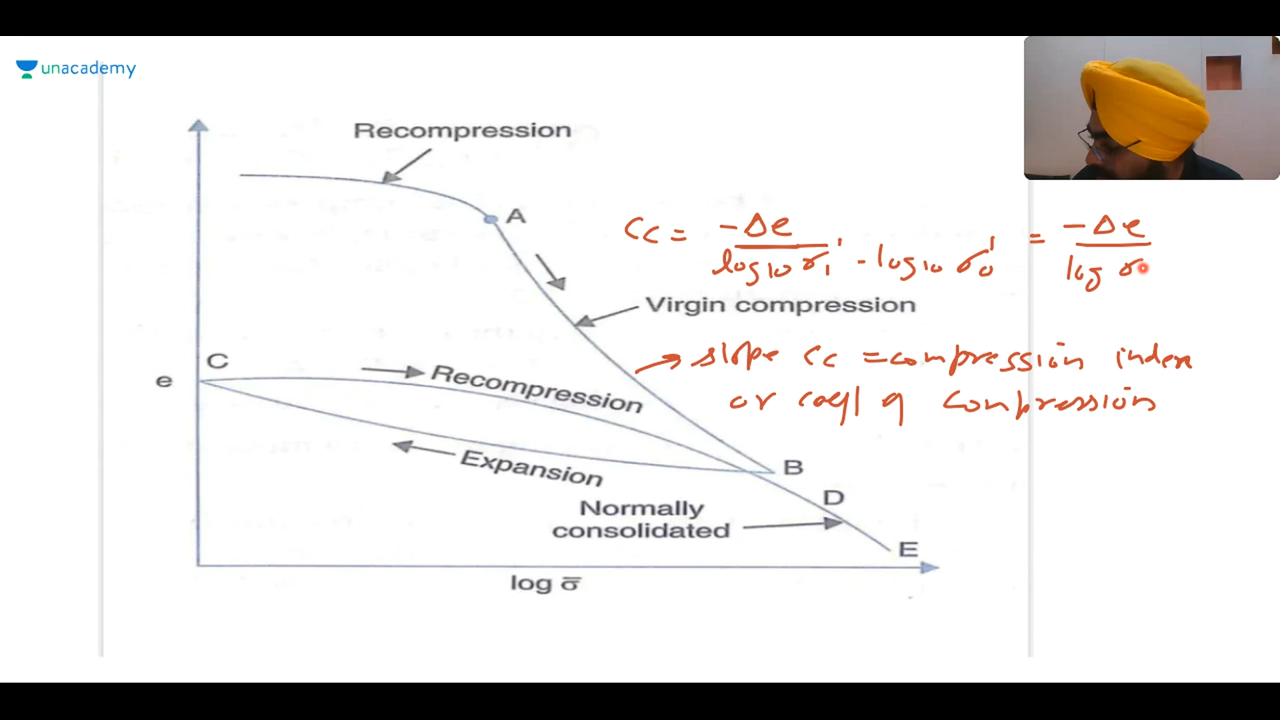 unacademy
Recompression
A
Cc = -Δe / log10 σ1' - log10 σ0' = -Δe / log σ
Virgin compression
C
→ slope Cc = compression index
e
Recompression
or coeff of compression
Expansion
B
D
Normally
consolidated
E
log σ̅